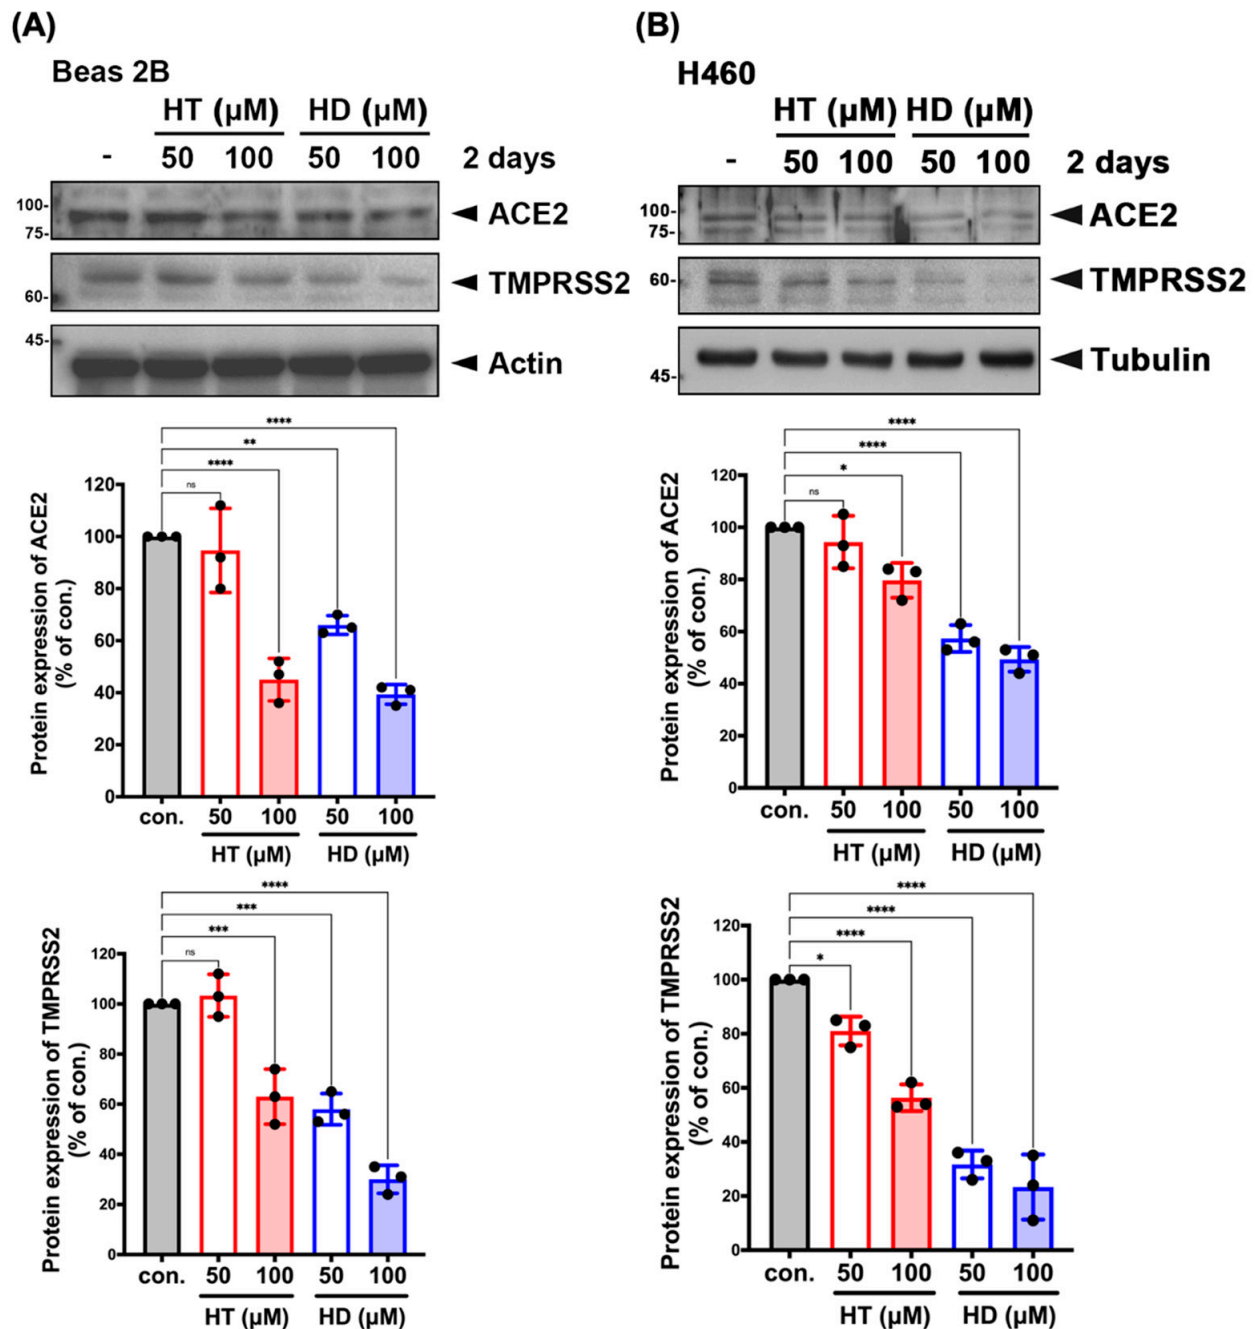 (A)
Beas 2B
HT (µM) HD (µM)
- 50 100 50 100 2 days
100-
75-
ACE2
60-
TMPRSS2
45-
Actin
****
**
****
ns
Protein expression of ACE2
(% of con.)
120
100
80
60
40
20
0
con. 50 100 50 100
HT (µM) HD (µM)
****
***
***
ns
Protein expression of TMPRSS2
(% of con.)
120
100
80
60
40
20
0
con. 50 100 50 100
HT (µM) HD (µM)
(B)
H460
HT (µM) HD (µM)
- 50 100 50 100 2 days
100-
75-
ACE2
60-
TMPRSS2
45-
Tubulin
****
****
*
ns
Protein expression of ACE2
(% of con.)
120
100
80
60
40
20
0
con. 50 100 50 100
HT (µM) HD (µM)
****
****
****
*
Protein expression of TMPRSS2
(% of con.)
120
100
80
60
40
20
0
con. 50 100 50 100
HT (µM) HD (µM)